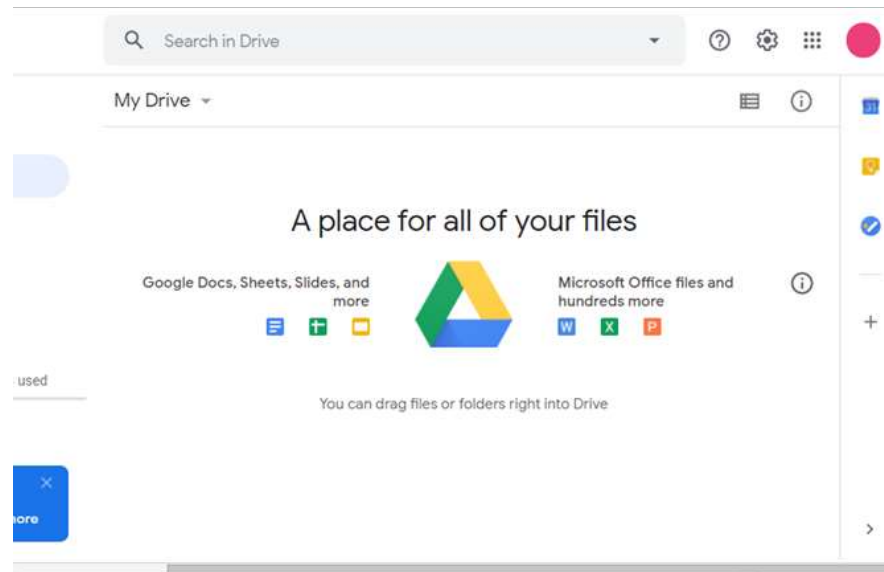 Search in Drive
My Drive
31
A place for all of your files
Google Docs, Sheets, Slides, and
more
Microsoft Office files and
hundreds more
W X P
used
You can drag files or folders right into Drive
ore